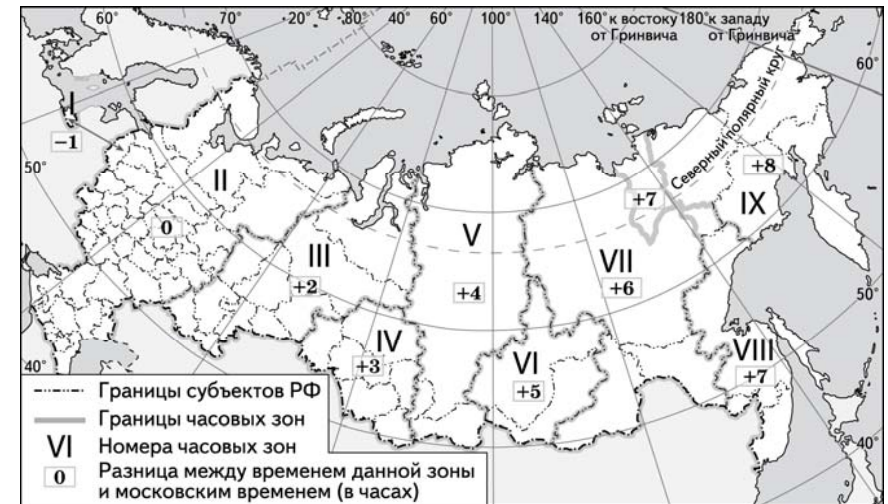 60°
70°
20°
80°
40°
60°
100°
140°
160° к востоку
от Гринвича
180° к западу
от Гринвича
60°
Северный полярный круг
I
−1
50°
II
0
III
+2
IV
+3
V
+4
VI
+5
VII
+6
+7
+8
IX
VIII
+7
50°
40°
40°
Границы субъектов РФ
Границы часовых зон
VI Номера часовых зон
0 Разница между временем данной зоны
и московским временем (в часах)